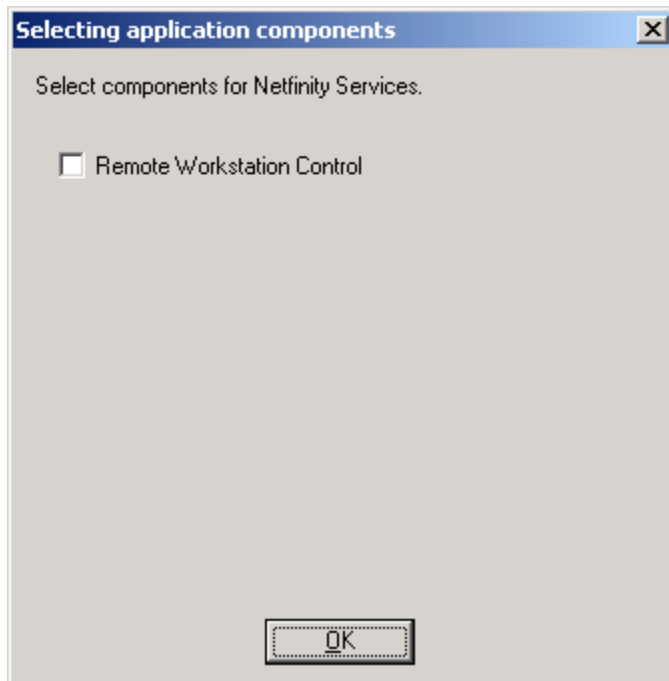 Selecting application components
Select components for Netfinity Services.
Remote Workstation Control
OK